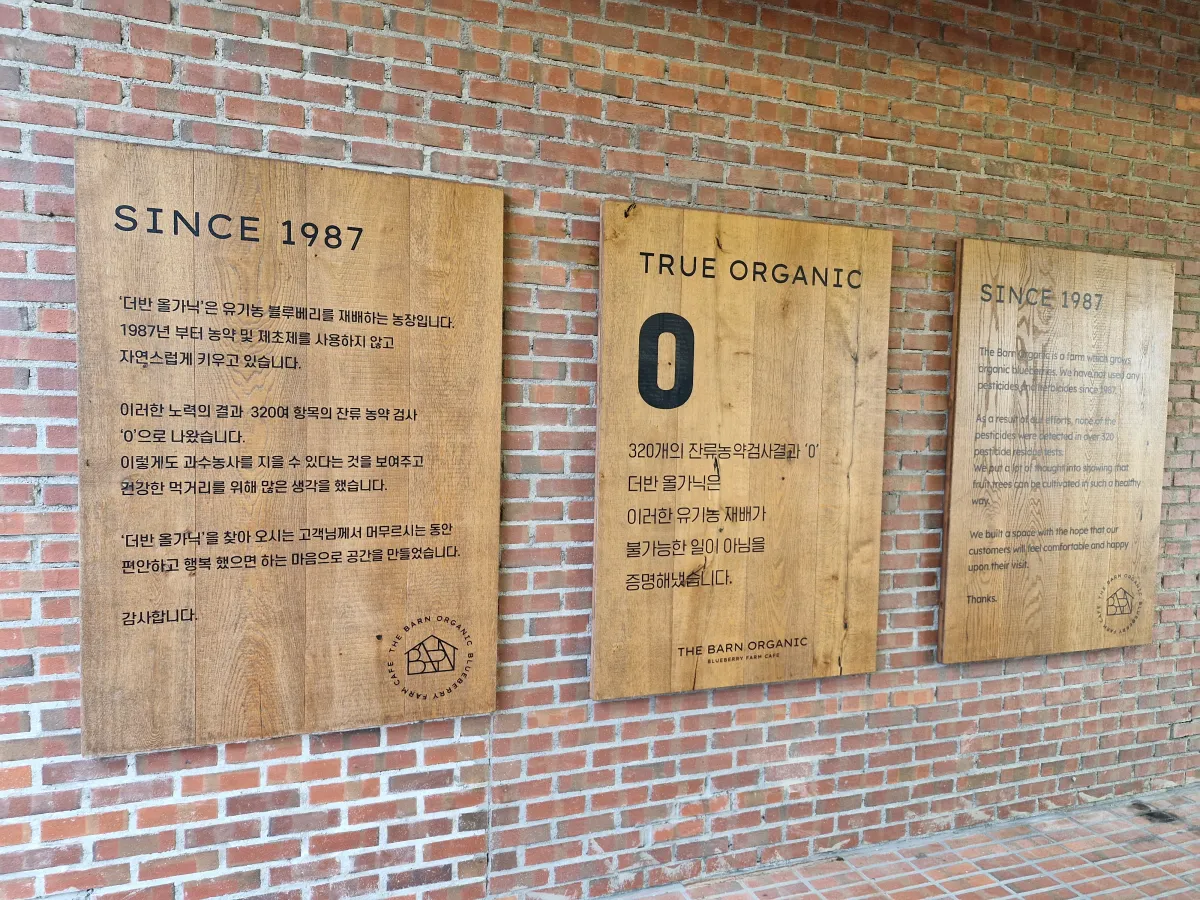 SINCE 1987
'더반 올가닉'은 유기농 블루베리를 재배하는 농장입니다.
1987년 부터 농약 및 제초제를 사용하지 않고
자연스럽게 키우고 있습니다.
이러한 노력의 결과 320여 항목의 잔류 농약 검사
'0'으로 나왔습니다.
이렇게도 과수농사를 지을 수 있다는 것을 보여주고
건강한 먹거리를 위해 많은 생각을 했습니다.
'더반 올가닉'을 찾아 오시는 고객님께서 머무르시는 동안
편안하고 행복 했으면 하는 마음으로 공간을 만들었습니다.
감사합니다.
THE BARN ORGANIC BLUEBERRY FARM CAFE
BARN
TRUE ORGANIC
0
320개의 잔류농약검사결과 '0'
더반 올가닉은
이러한 유기농 재배가
불가능한 일이 아님을
증명해냈습니다.
THE BARN ORGANIC
BLUEBERRY FARM CAFE
SINCE 1987
The Barn Organic is a farm which grows
organic blueberries. We have not used any
pesticides and herbicides since 1987.
As a result of our efforts, none of the
pesticides were detected in over 320
pesticide residue tests.
We put a lot of thought into showing that
fruit trees can be cultivated in such a healthy
way.
We built a space with the hope that our
customers will feel comfortable and happy
upon their visit.
Thanks.
THE BARN ORGANIC BLUEBERRY FARM CAFE
BARN